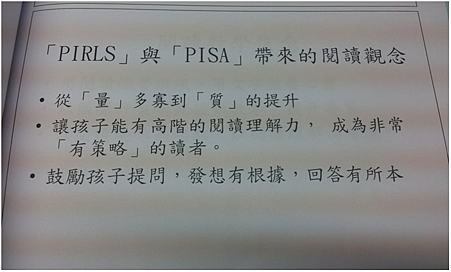 「PIRLS」與「PISA」帶來的閱讀觀念
•從「量」多寡到「質」的提升
•讓孩子能有高階的閱讀理解力, 成為非常
「有策略」的讀者。
•鼓勵孩子提問,發想有根據,回答有所本